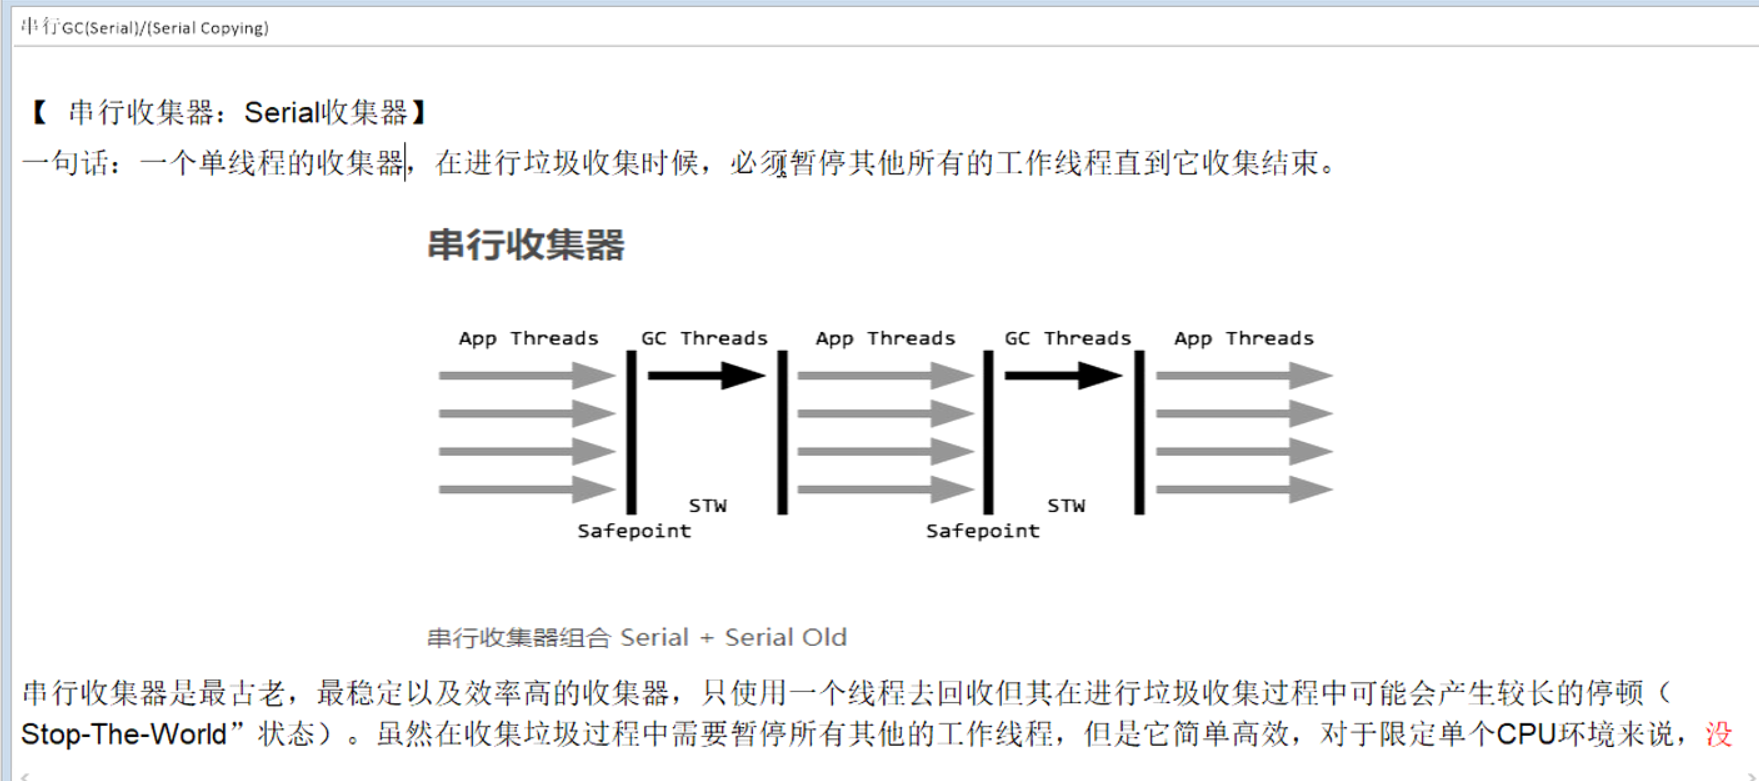 串行GC(Serial)/(Serial Copying)
【 串行收集器：Serial收集器】
一句话：一个单线程的收集器，在进行垃圾收集时候，必须暂停其他所有的工作线程直到它收集结束。
串行收集器
App Threads GC Threads App Threads GC Threads App Threads
STW STW
Safepoint Safepoint
串行收集器组合 Serial + Serial Old
串行收集器是最古老，最稳定以及效率高的收集器，只使用一个线程去回收但其在进行垃圾收集过程中可能会产生较长的停顿（
Stop-The-World”状态）。虽然在收集垃圾过程中需要暂停所有其他的工作线程，但是它简单高效，对于限定单个CPU环境来说，没